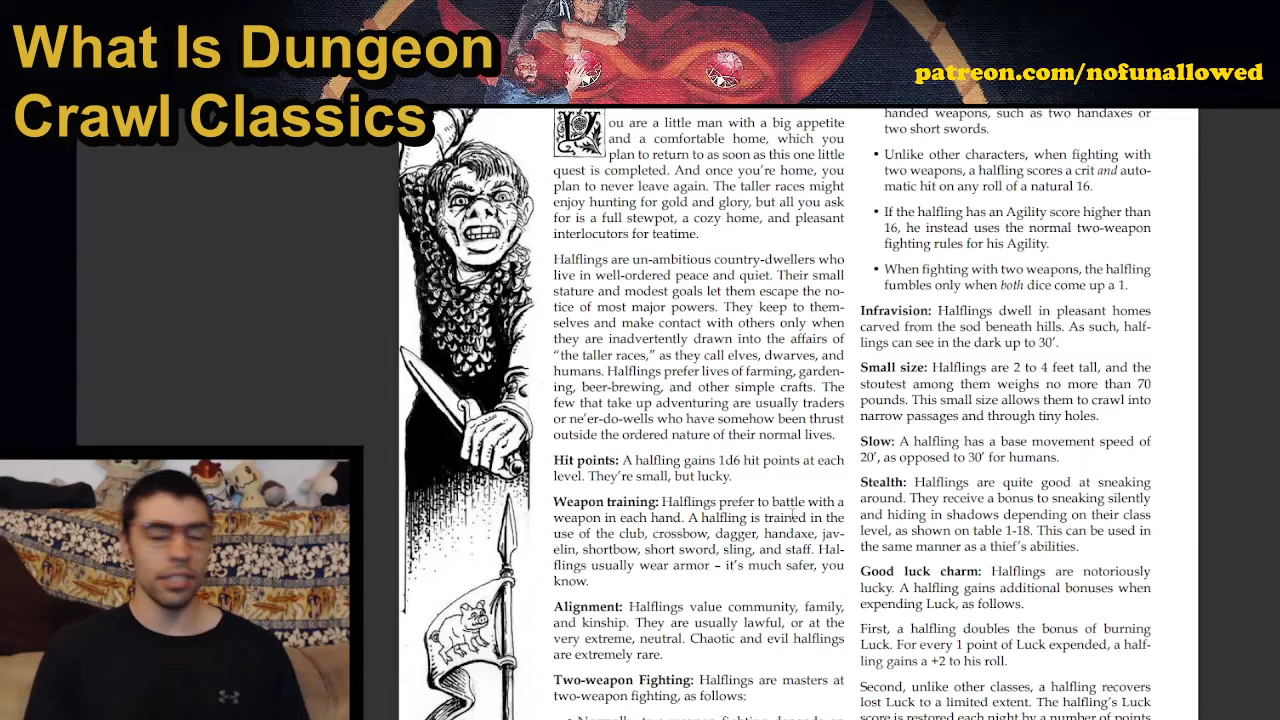 What Is Dungeon
Crawl Classics
patreon.com/nofunallowed
You are a little man with a big appetite
and a comfortable home, which you
plan to return to as soon as this one little
quest is completed. And once you're home, you
plan to never leave again. The taller races might
enjoy hunting for gold and glory, but all you ask
for is a full stewpot, a cozy home, and pleasant
interlocutors for teatime.
Halflings are un-ambitious country-dwellers who
live in well-ordered peace and quiet. Their small
stature and modest goals let them escape the no-
tice of most major powers. They keep to them-
selves and make contact with others only when
they are inadvertently drawn into the affairs of
“the taller races,” as they call elves, dwarves, and
humans. Halflings prefer lives of farming, garden-
ing, beer-brewing, and other simple crafts. The
few that take up adventuring are usually traders
or ne'er-do-wells who have somehow been thrust
outside the ordered nature of their normal lives.
Hit points: A halfling gains 1d6 hit points at each
level. They're small, but lucky.
Weapon training: Halflings prefer to battle with a
weapon in each hand. A halfling is trained in the
use of the club, crossbow, dagger, handaxe, jav-
elin, shortbow, short sword, sling, and staff. Hal-
flings usually wear armor – it's much safer, you
know.
Alignment: Halflings value community, family,
and kinship. They are usually lawful, or at the
very extreme, neutral. Chaotic and evil halflings
are extremely rare.
Two-weapon Fighting: Halflings are masters at
two-weapon fighting, as follows:
handed weapons, such as two handaxes or
two short swords.
• Unlike other characters, when fighting with
two weapons, a halfling scores a crit and auto-
matic hit on any roll of a natural 16.
• If the halfling has an Agility score higher than
16, he instead uses the normal two-weapon
fighting rules for his Agility.
• When fighting with two weapons, the halfling
fumbles only when both dice come up a 1.
Infravision: Halflings dwell in pleasant homes
carved from the sod beneath hills. As such, half-
lings can see in the dark up to 30'.
Small size: Halflings are 2 to 4 feet tall, and the
stoutest among them weighs no more than 70
pounds. This small size allows them to crawl into
narrow passages and through tiny holes.
Slow: A halfling has a base movement speed of
20', as opposed to 30' for humans.
Stealth: Halflings are quite good at sneaking
around. They receive a bonus to sneaking silently
and hiding in shadows depending on their class
level, as shown on table 1-18. This can be used in
the same manner as a thief's abilities.
Good luck charm: Halflings are notoriously
lucky. A halfling gains additional bonuses when
expending Luck, as follows.
First, a halfling doubles the bonus of burning
Luck. For every 1 point of Luck expended, a half-
ling gains a +2 to his roll.
Second, unlike other classes, a halfling recovers
lost Luck to a limited extent. The halfling's Luck
score is restored each night by a number of points